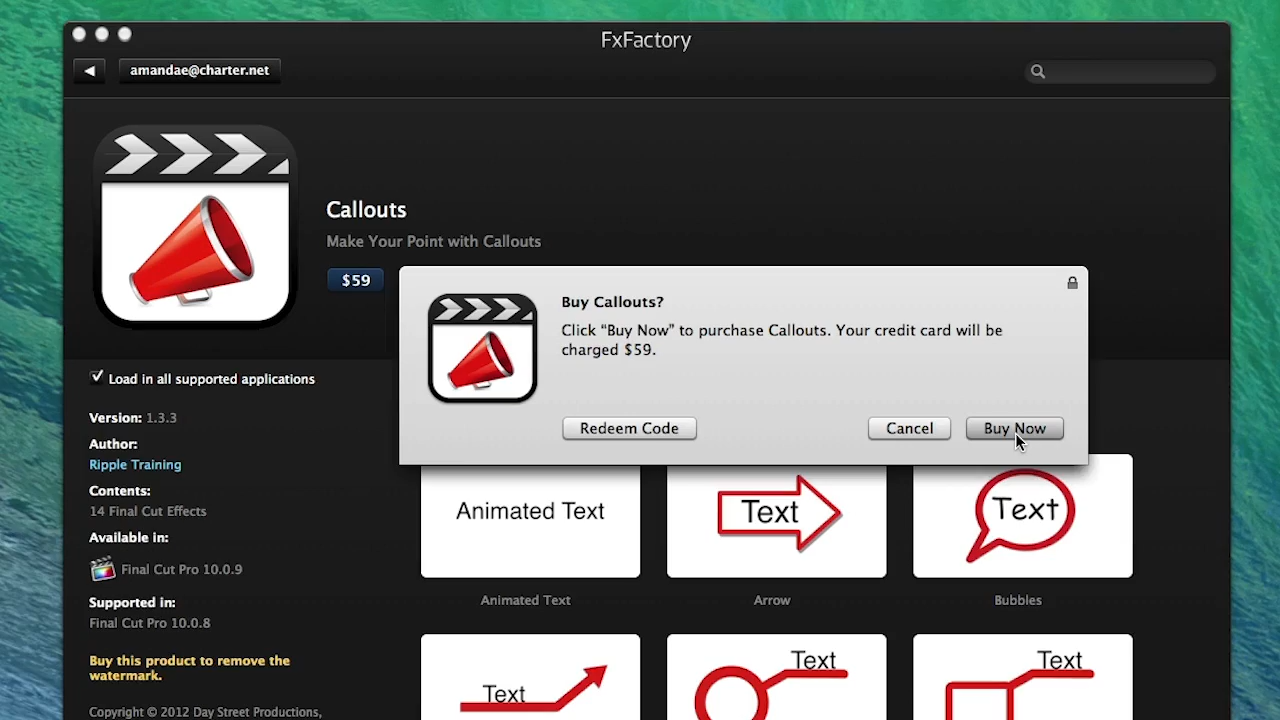 FxFactory
amandae@charter.net
Callouts
Make Your Point with Callouts
$59
Buy Callouts?
Click “Buy Now” to purchase Callouts. Your credit card will be
charged $59.
Redeem Code
Cancel
Buy Now
Load in all supported applications
Version: 1.3.3
Author:
Ripple Training
Contents:
14 Final Cut Effects
Available in:
Final Cut Pro 10.0.9
Supported in:
Final Cut Pro 10.0.8
Buy this product to remove the
watermark.
Copyright © 2012 Day Street Productions,
Animated Text
Text
Text
Animated Text
Arrow
Bubbles
Text
Text
Text